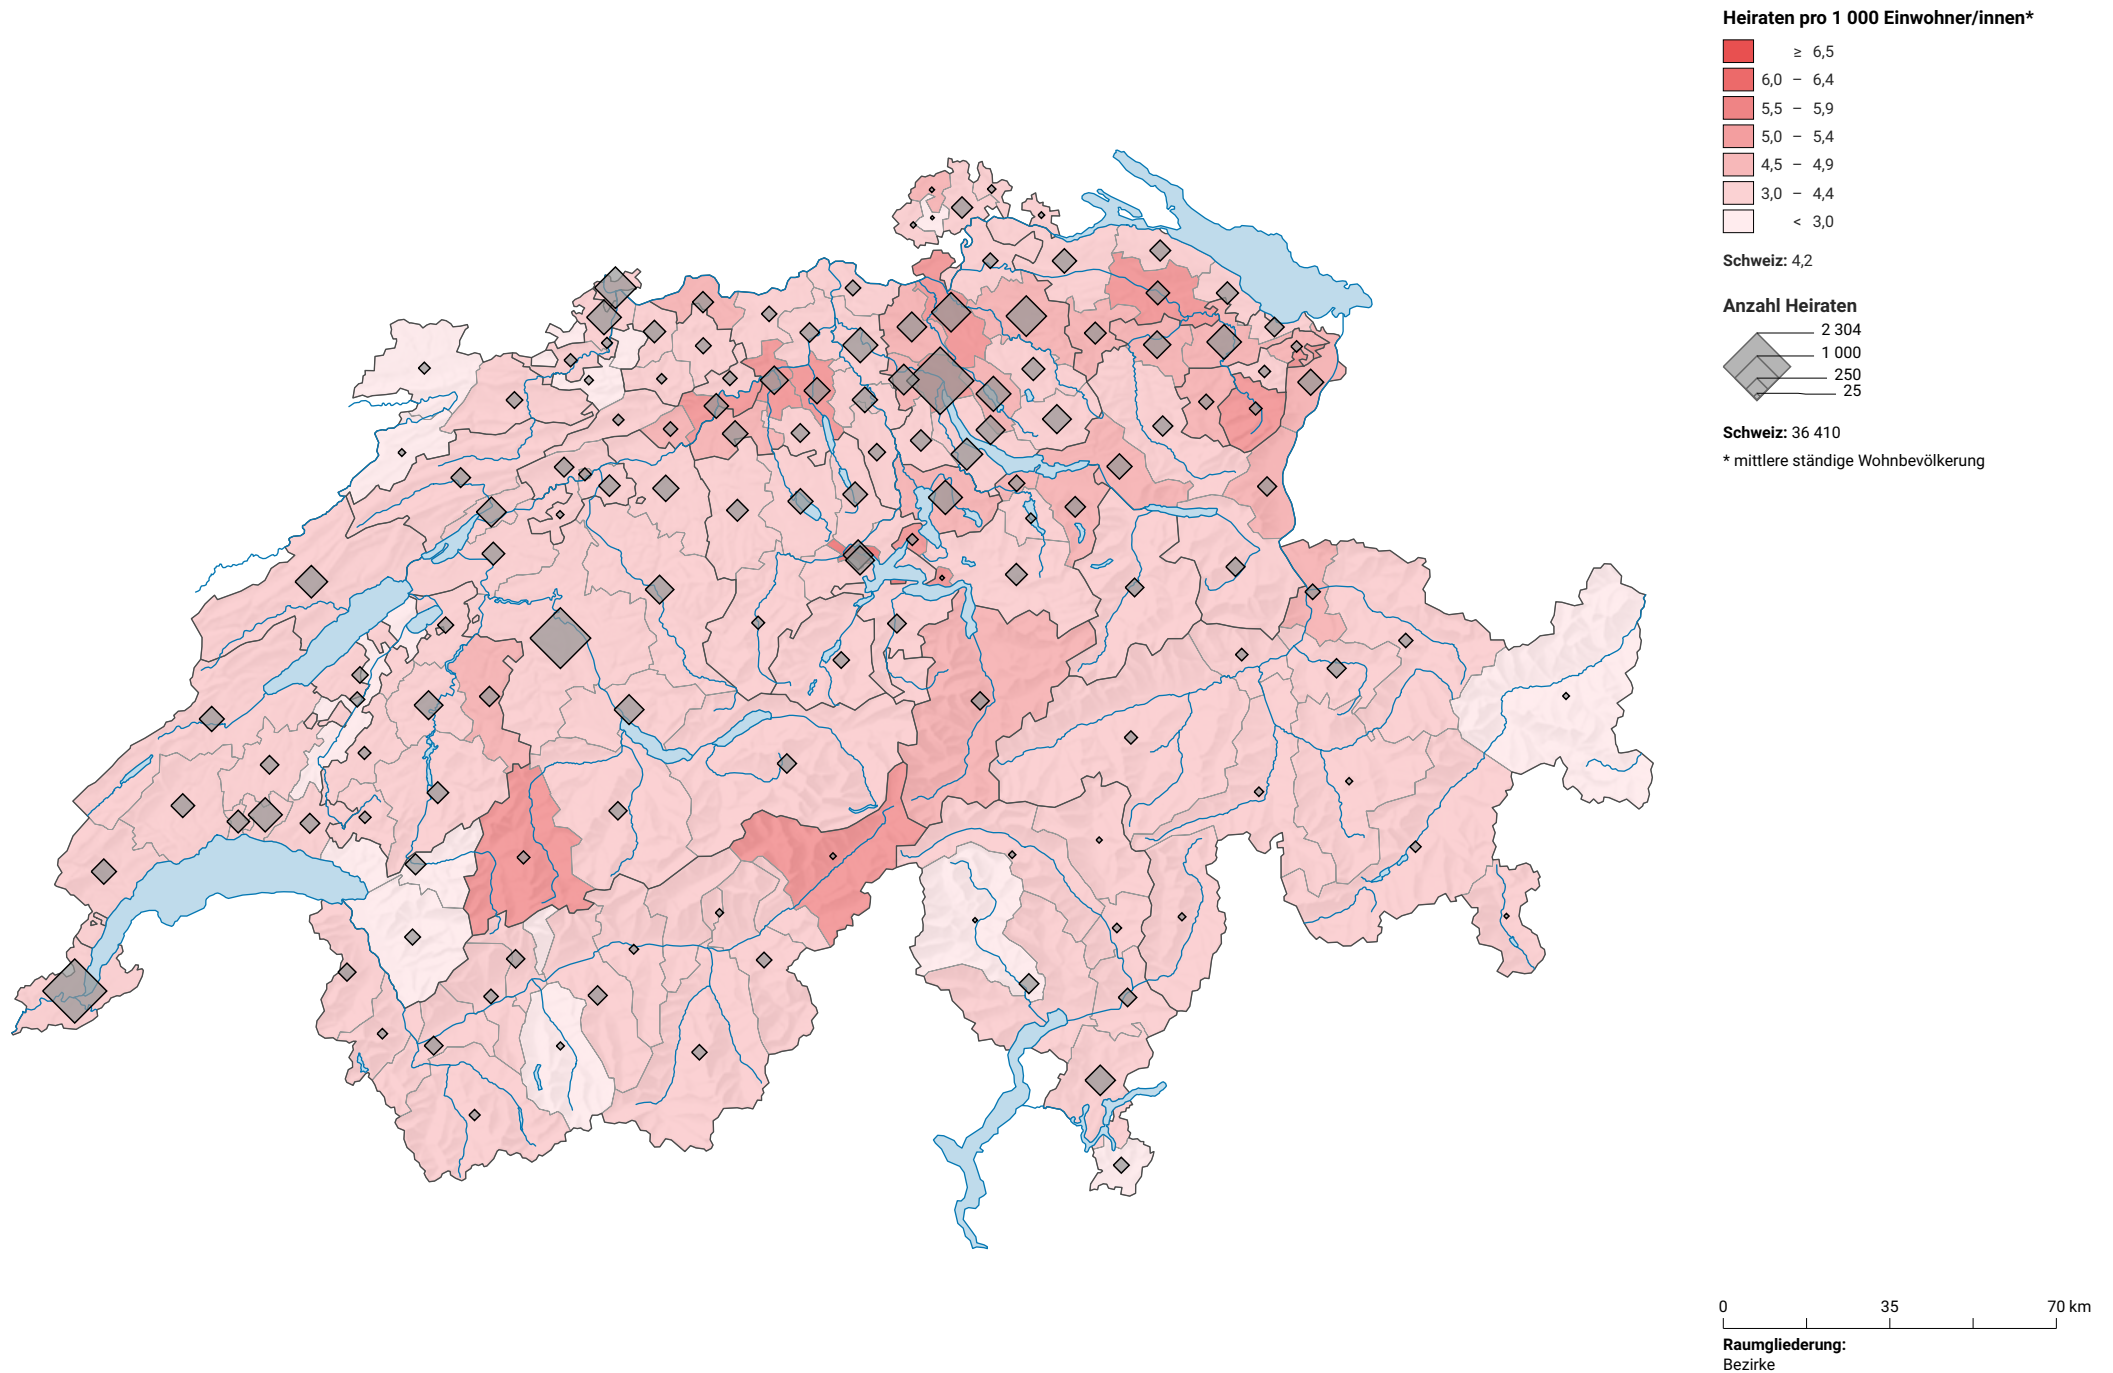 Heiraten pro 1 000 Einwohner/innen*
≥ 6,5
6,0 – 6,4
5,5 – 5,9
5,0 – 5,4
4,5 – 4,9
3,0 – 4,4
< 3,0
Schweiz: 4,2
Anzahl Heiraten
2 304
1 000
250
25
Schweiz: 36 410
* mittlere ständige Wohnbevölkerung
0 35 70 km
Raumgliederung:
Bezirke